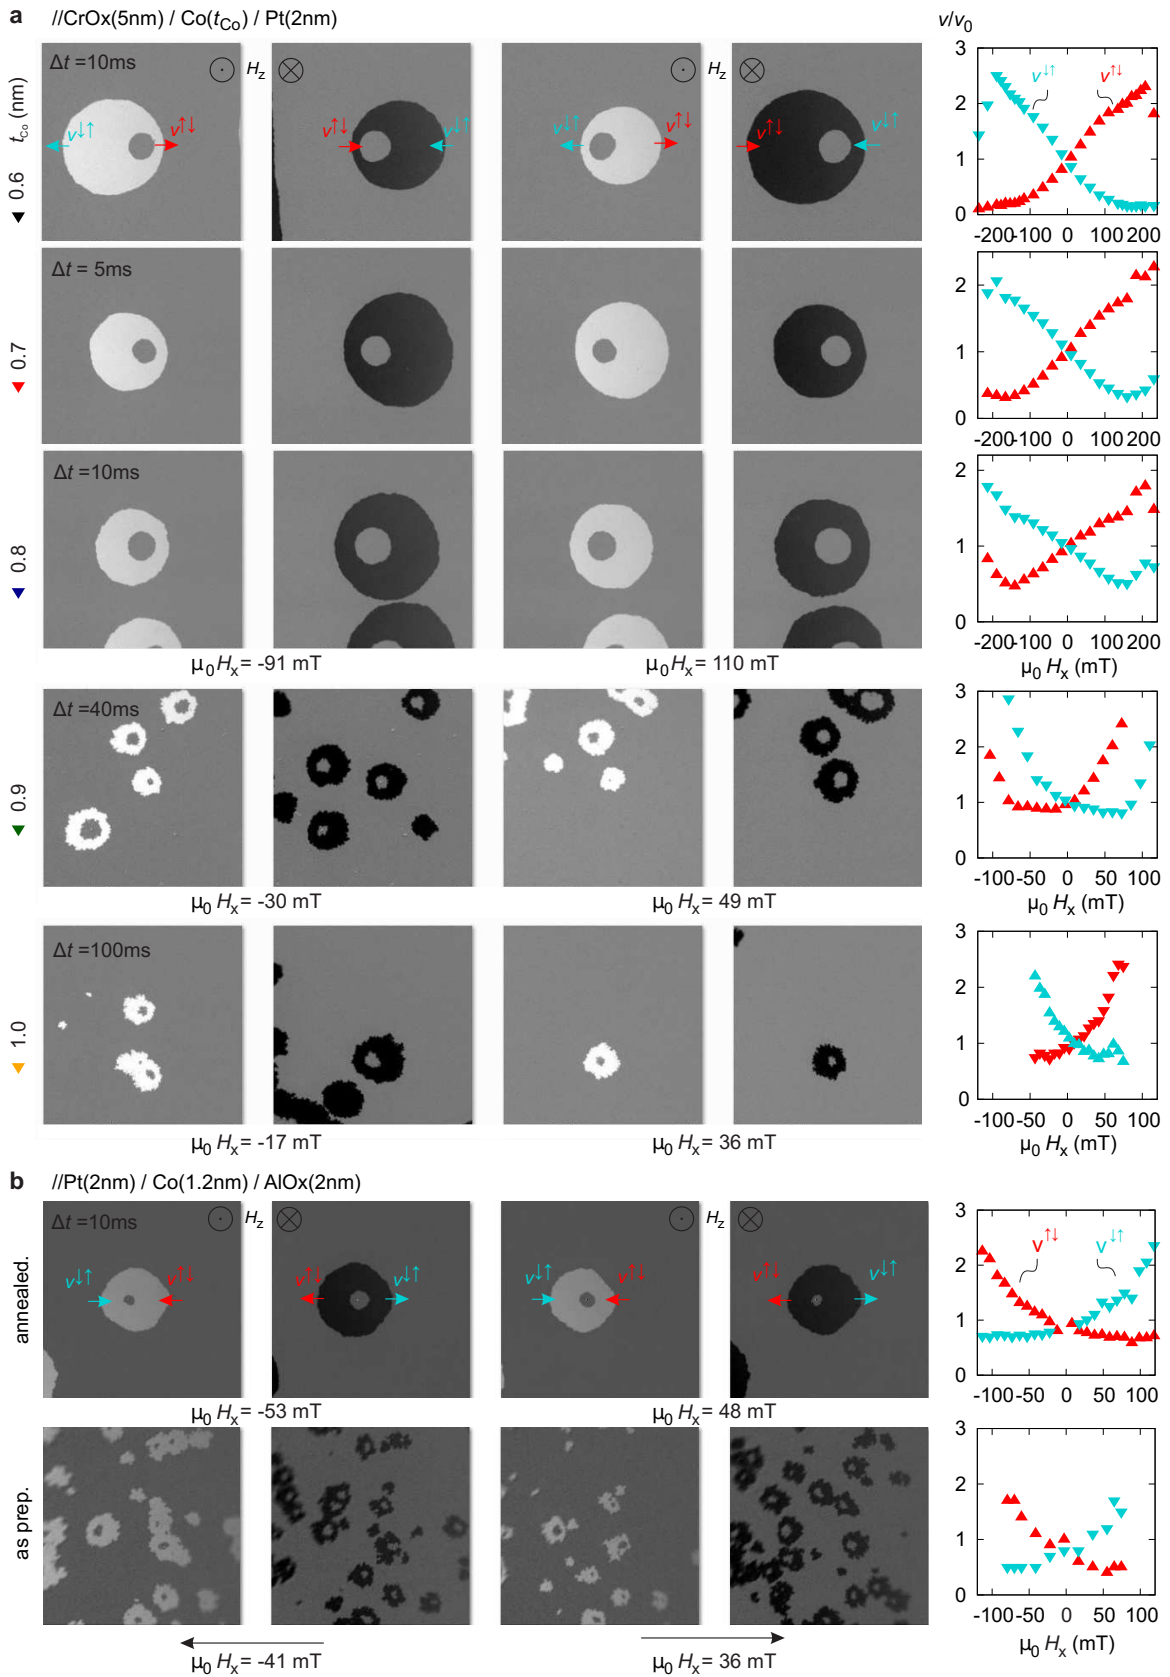 a //CrOx(5nm) / Co(tCo) / Pt(2nm)
v/v0
Δt =10ms
Hz
Hz
tCo (nm)
0.6
v↓↑
v↑↓
v↑↓
v↓↑
v↓↑
v↑↓
v↑↓
v↓↑
3
2
1
0
v↓↑
v↑↓
-200 -100 0 100 200
Δt = 5ms
0.7
2
1
0
-200 -100 0 100 200
Δt =10ms
0.8
2
1
0
-200 -100 0 100 200
μ0 Hx= -91 mT
μ0 Hx= 110 mT
μ0 Hx (mT)
Δt =40ms
0.9
3
2
1
0
-100 -50 0 50 100
μ0 Hx= -30 mT
μ0 Hx= 49 mT
μ0 Hx (mT)
Δt =100ms
1.0
3
2
1
0
-100 -50 0 50 100
μ0 Hx= -17 mT
μ0 Hx= 36 mT
μ0 Hx (mT)
b //Pt(2nm) / Co(1.2nm) / AlOx(2nm)
Δt =10ms
Hz
Hz
annealed.
v↓↑
v↑↓
v↑↓
v↓↑
v↓↑
v↑↓
v↑↓
v↓↑
3
2
1
0
v↑↓
v↓↑
-100 -50 0 50 100
μ0 Hx= -53 mT
μ0 Hx= 48 mT
as prep.
3
2
1
0
-100 -50 0 50 100
μ0 Hx= -41 mT
μ0 Hx= 36 mT
μ0 Hx (mT)